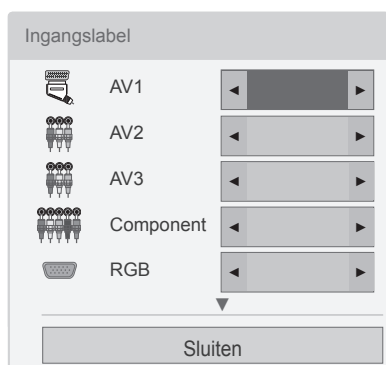 Ingangslabel
AV1
◄ ►
AV2
◄ ►
AV3
◄ ►
Component
◄ ►
RGB
◄ ►
▼
Sluiten